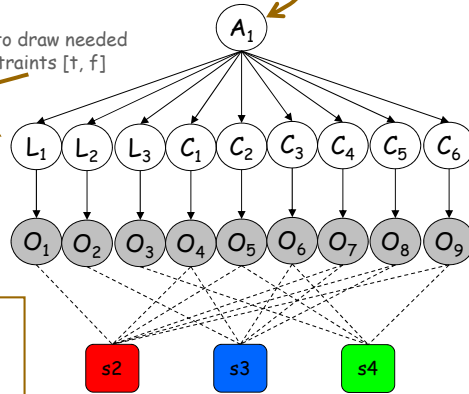 A1
to draw needed
traints [t, f]
L1 L2 L3 C1 C2 C3 C4 C5 C6
O1 O2 O3 O4 O5 O6 O7 O8 O9
s2 s3 s4